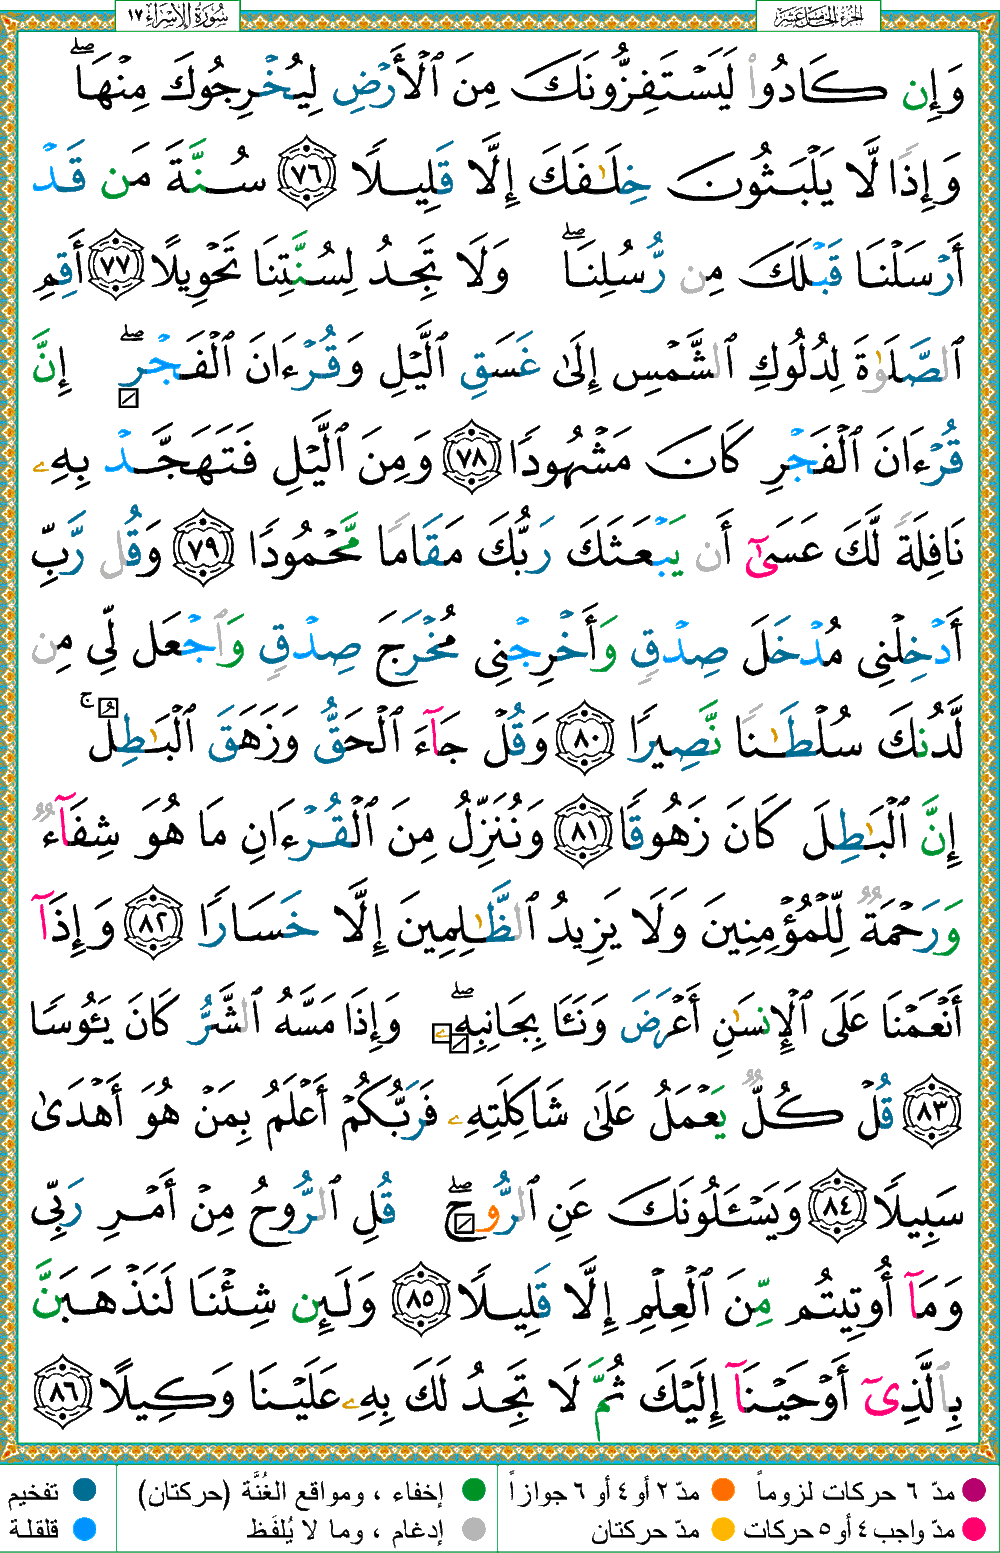 سُورَةُ الإِسْرَاء ١٧
الجُزْءُ الخَامِسَ عَشَرَ
وَإِن كَادُوا۟ لَيَسْتَفِزُّونَكَ مِنَ ٱلْأَرْضِ لِيُخْرِجُوكَ مِنْهَا ۖ
وَإِذًا لَّا يَلْبَثُونَ خِلَـٰفَكَ إِلَّا قَلِيلًا ٧٦ سُنَّةَ مَن قَدْ
أَرْسَلْنَا قَبْلَكَ مِن رُّسُلِنَا ۖ وَلَا تَجِدُ لِسُنَّتِنَا تَحْوِيلًا ٧٧ أَقِمِ
ٱلصَّلَوٰةَ لِدُلُوكِ ٱلشَّمْسِ إِلَىٰ غَسَقِ ٱلَّيْلِ وَقُرْءَانَ ٱلْفَجْرِ ۖ إِنَّ
قُرْءَانَ ٱلْفَجْرِ كَانَ مَشْهُودًا ٧٨ وَمِنَ ٱلَّيْلِ فَتَهَجَّدْ بِهِۦ
نَافِلَةً لَّكَ عَسَىٰٓ أَن يَبْعَثَكَ رَبُّكَ مَقَامًا مَّحْمُودًا ٧٩ وَقُل رَّبِّ
أَدْخِلْنِى مُدْخَلَ صِدْقٍ وَأَخْرِجْنِى مُخْرَجَ صِدْقٍ وَٱجْعَل لِّى مِن
لَّدُنكَ سُلْطَـٰنًا نَّصِيرًا ٨٠ وَقُلْ جَآءَ ٱلْحَقُّ وَزَهَقَ ٱلْبَـٰطِلُ ۚ
إِنَّ ٱلْبَـٰطِلَ كَانَ زَهُوقًا ٨١ وَنُنَزِّلُ مِنَ ٱلْقُرْءَانِ مَا هُوَ شِفَآءٌ
وَرَحْمَةٌ لِّلْمُؤْمِنِينَ وَلَا يَزِيدُ ٱلظَّـٰلِمِينَ إِلَّا خَسَارًا ٨٢ وَإِذَآ
أَنْعَمْنَا عَلَى ٱلْإِنسَـٰنِ أَعْرَضَ وَنَـَٔا بِجَانِبِهِۦ ۖ وَإِذَا مَسَّهُ ٱلشَّرُّ كَانَ يَـُٔوسًا
٨٣ قُلْ كُلٌّ يَعْمَلُ عَلَىٰ شَاكِلَتِهِۦ فَرَبُّكُمْ أَعْلَمُ بِمَنْ هُوَ أَهْدَىٰ
سَبِيلًا ٨٤ وَيَسْـَٔلُونَكَ عَنِ ٱلرُّوحِ ۖ قُلِ ٱلرُّوحُ مِنْ أَمْرِ رَبِّى
وَمَآ أُوتِيتُم مِّنَ ٱلْعِلْمِ إِلَّا قَلِيلًا ٨٥ وَلَئِن شِئْنَا لَنَذْهَبَنَّ
بِٱلَّذِىٓ أَوْحَيْنَآ إِلَيْكَ ثُمَّ لَا تَجِدُ لَكَ بِهِۦ عَلَيْنَا وَكِيلًا ٨٦
مدّ ٦ حركات لزوماً
مدّ ٢ أو ٤ أو ٦ جوازاً
إخفاء ، ومواقع الغُنَّة (حركتان)
تفخيم
مدّ واجب ٤ أو ٥ حركات
مدّ حركتان
إدغام ، وما لا يُلفَظ
قلقلة